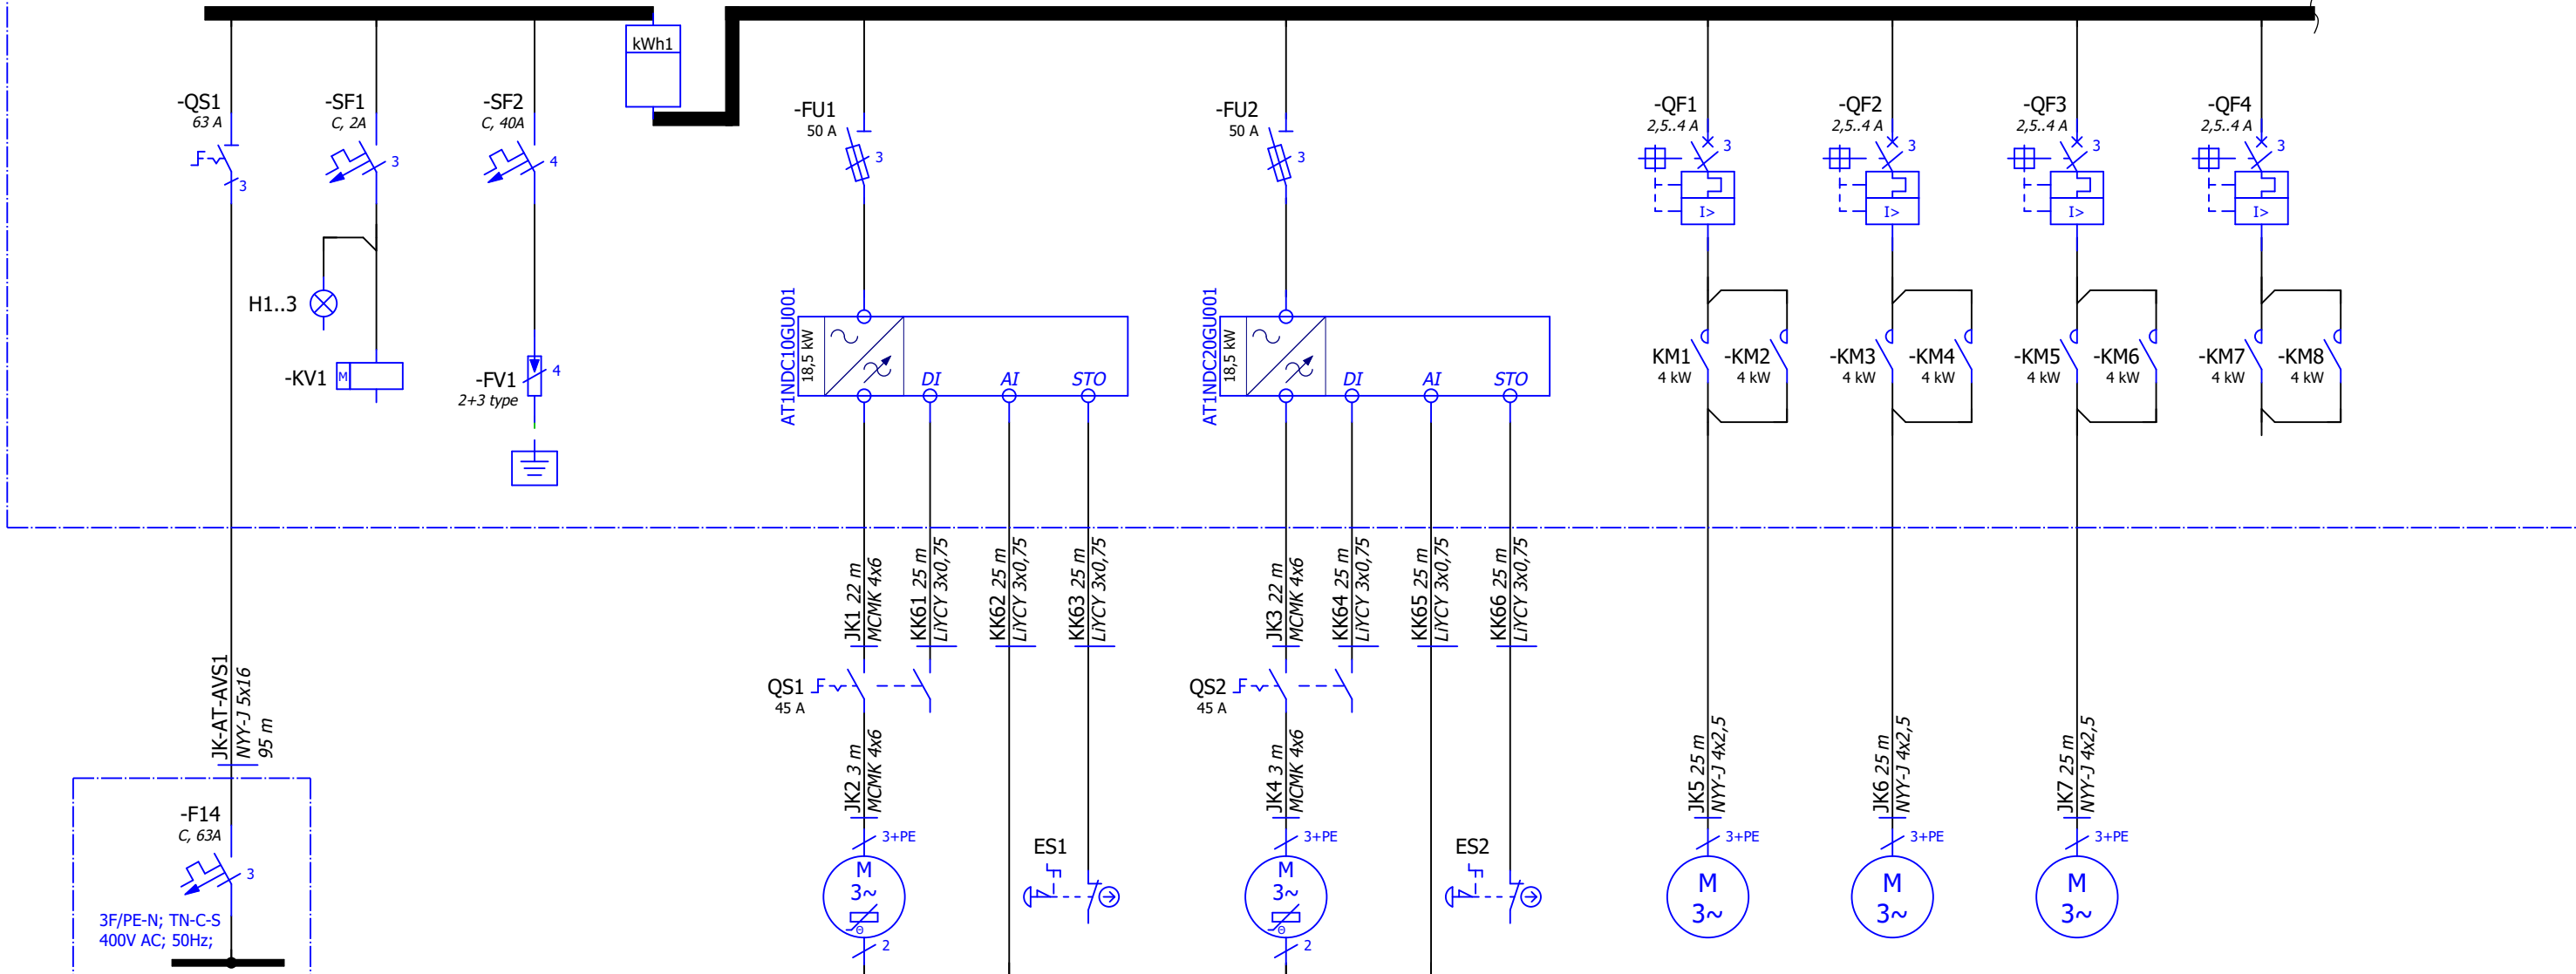 kWh1
-QS1
63 A
3
-SF1
C, 2A
3
-SF2
C, 40A
4
-FU1
50 A
3
-FU2
50 A
3
-QF1
2,5..4 A
3
I>
-QF2
2,5..4 A
3
I>
-QF3
2,5..4 A
3
I>
-QF4
2,5..4 A
3
I>
H1..3
-KV1
M
-FV1
2+3 type
4
AT1NDC10GU001
18,5 kW
DI
AI
STO
AT1NDC20GU001
18,5 kW
DI
AI
STO
KM1
4 kW
-KM2
4 kW
-KM3
4 kW
-KM4
4 kW
-KM5
4 kW
-KM6
4 kW
-KM7
4 kW
-KM8
4 kW
JK1 22 m
MCMK 4x6
KK61 25 m
LiYCY 3x0,75
KK62 25 m
LiYCY 3x0,75
KK63 25 m
LiYCY 3x0,75
JK3 22 m
MCMK 4x6
KK64 25 m
LiYCY 3x0,75
KK65 25 m
LiYCY 3x0,75
KK66 25 m
LiYCY 3x0,75
JK-AT-AVS1
NYY-J 5x16
95 m
QS1
45 A
QS2
45 A
JK2 3 m
MCMK 4x6
JK4 3 m
MCMK 4x6
JK5 25 m
NYY-J 4x2,5
JK6 25 m
NYY-J 4x2,5
JK7 25 m
NYY-J 4x2,5
-F14
C, 63A
3
3F/PE-N; TN-C-S
400V AC; 50Hz;
3+PE
M
3~
Θ
2
ES1
3+PE
M
3~
Θ
2
ES2
3+PE
M
3~
3+PE
M
3~
3+PE
M
3~